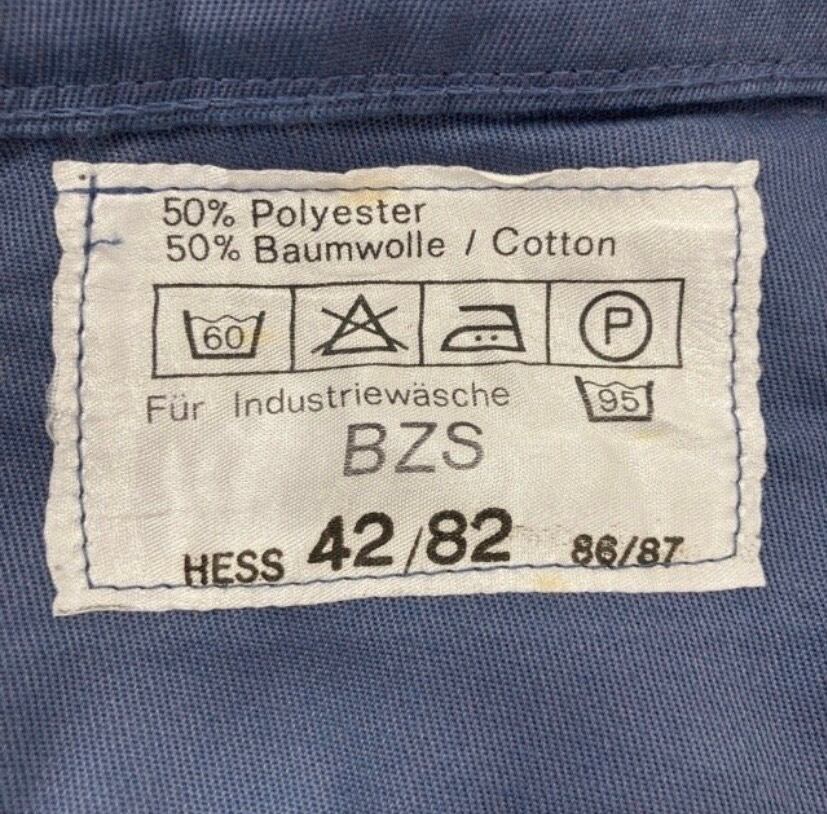 50% Polyester
50% Baumwolle / Cotton
60 P
Für Industriewäsche 95
BZS
HESS 42/82 86/87